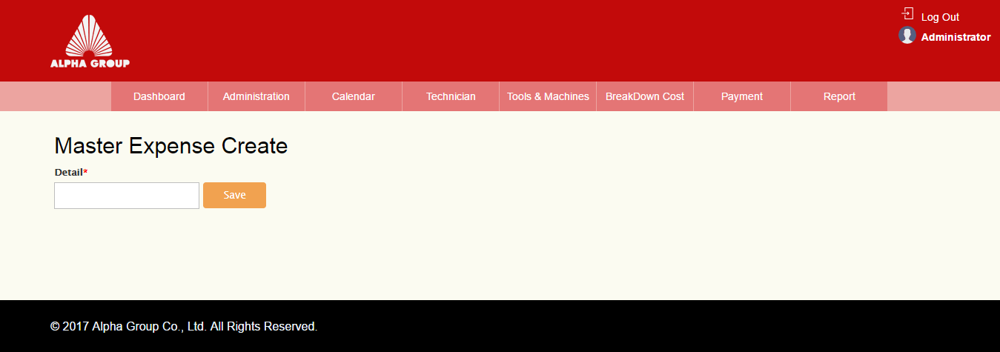 Log Out
Administrator
ALPHA GROUP
Dashboard Administration Calendar Technician Tools & Machines BreakDown Cost Payment Report
Master Expense Create
Detail*
Save
© 2017 Alpha Group Co., Ltd. All Rights Reserved.